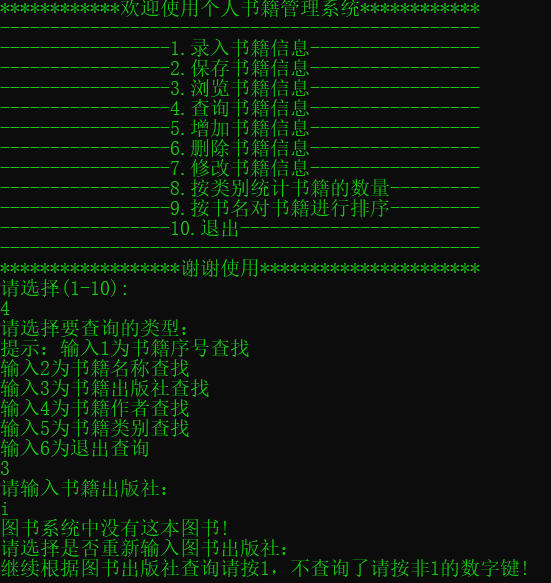 ************欢迎使用个人书籍管理系统************
------------------------------------------------
-----------------1.录入书籍信息-----------------
-----------------2.保存书籍信息-----------------
-----------------3.浏览书籍信息-----------------
-----------------4.查询书籍信息-----------------
-----------------5.增加书籍信息-----------------
-----------------6.删除书籍信息-----------------
-----------------7.修改书籍信息-----------------
-----------------8.按类别统计书籍的数量---------
-----------------9.按书名对书籍进行排序---------
-----------------10.退出------------------------
------------------------------------------------
******************谢谢使用**********************
请选择(1-10):
4
请选择要查询的类型：
提示：输入1为书籍序号查找
输入2为书籍名称查找
输入3为书籍出版社查找
输入4为书籍作者查找
输入5为书籍类别查找
输入6为退出查询
3
请输入书籍出版社：
i
图书系统中没有这本图书!
请选择是否重新输入图书出版社：
继续根据图书出版社查询请按1，不查询了请按非1的数字键!